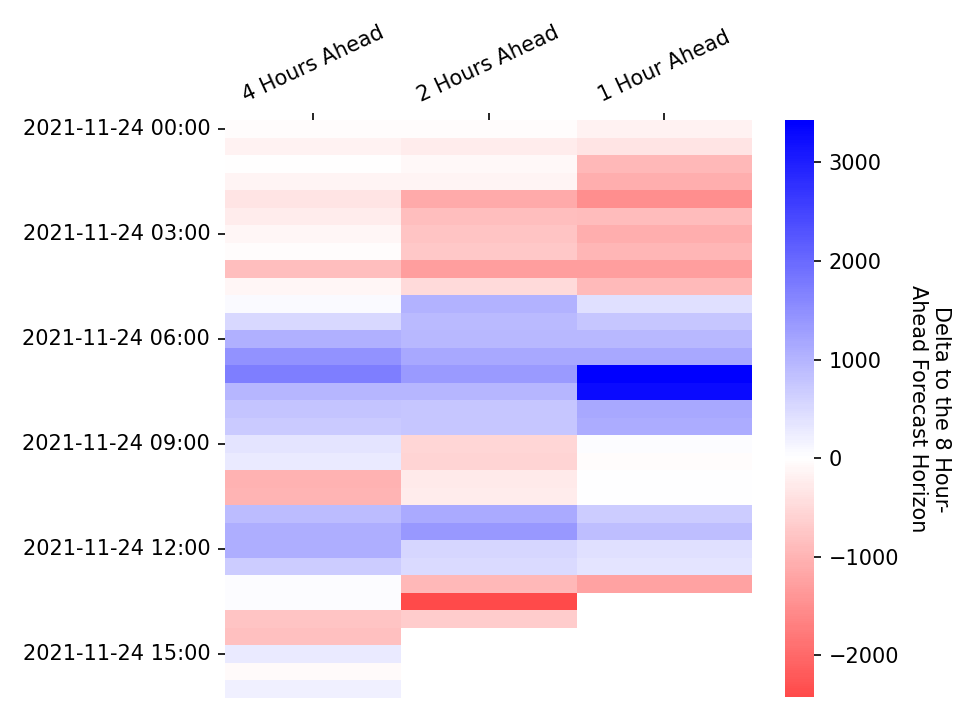 4 Hours Ahead
2 Hours Ahead
1 Hour Ahead
2021-11-24 00:00
2021-11-24 03:00
2021-11-24 06:00
2021-11-24 09:00
2021-11-24 12:00
2021-11-24 15:00
3000
2000
1000
0
−1000
−2000
Delta to the 8 Hour-
Ahead Forecast Horizon